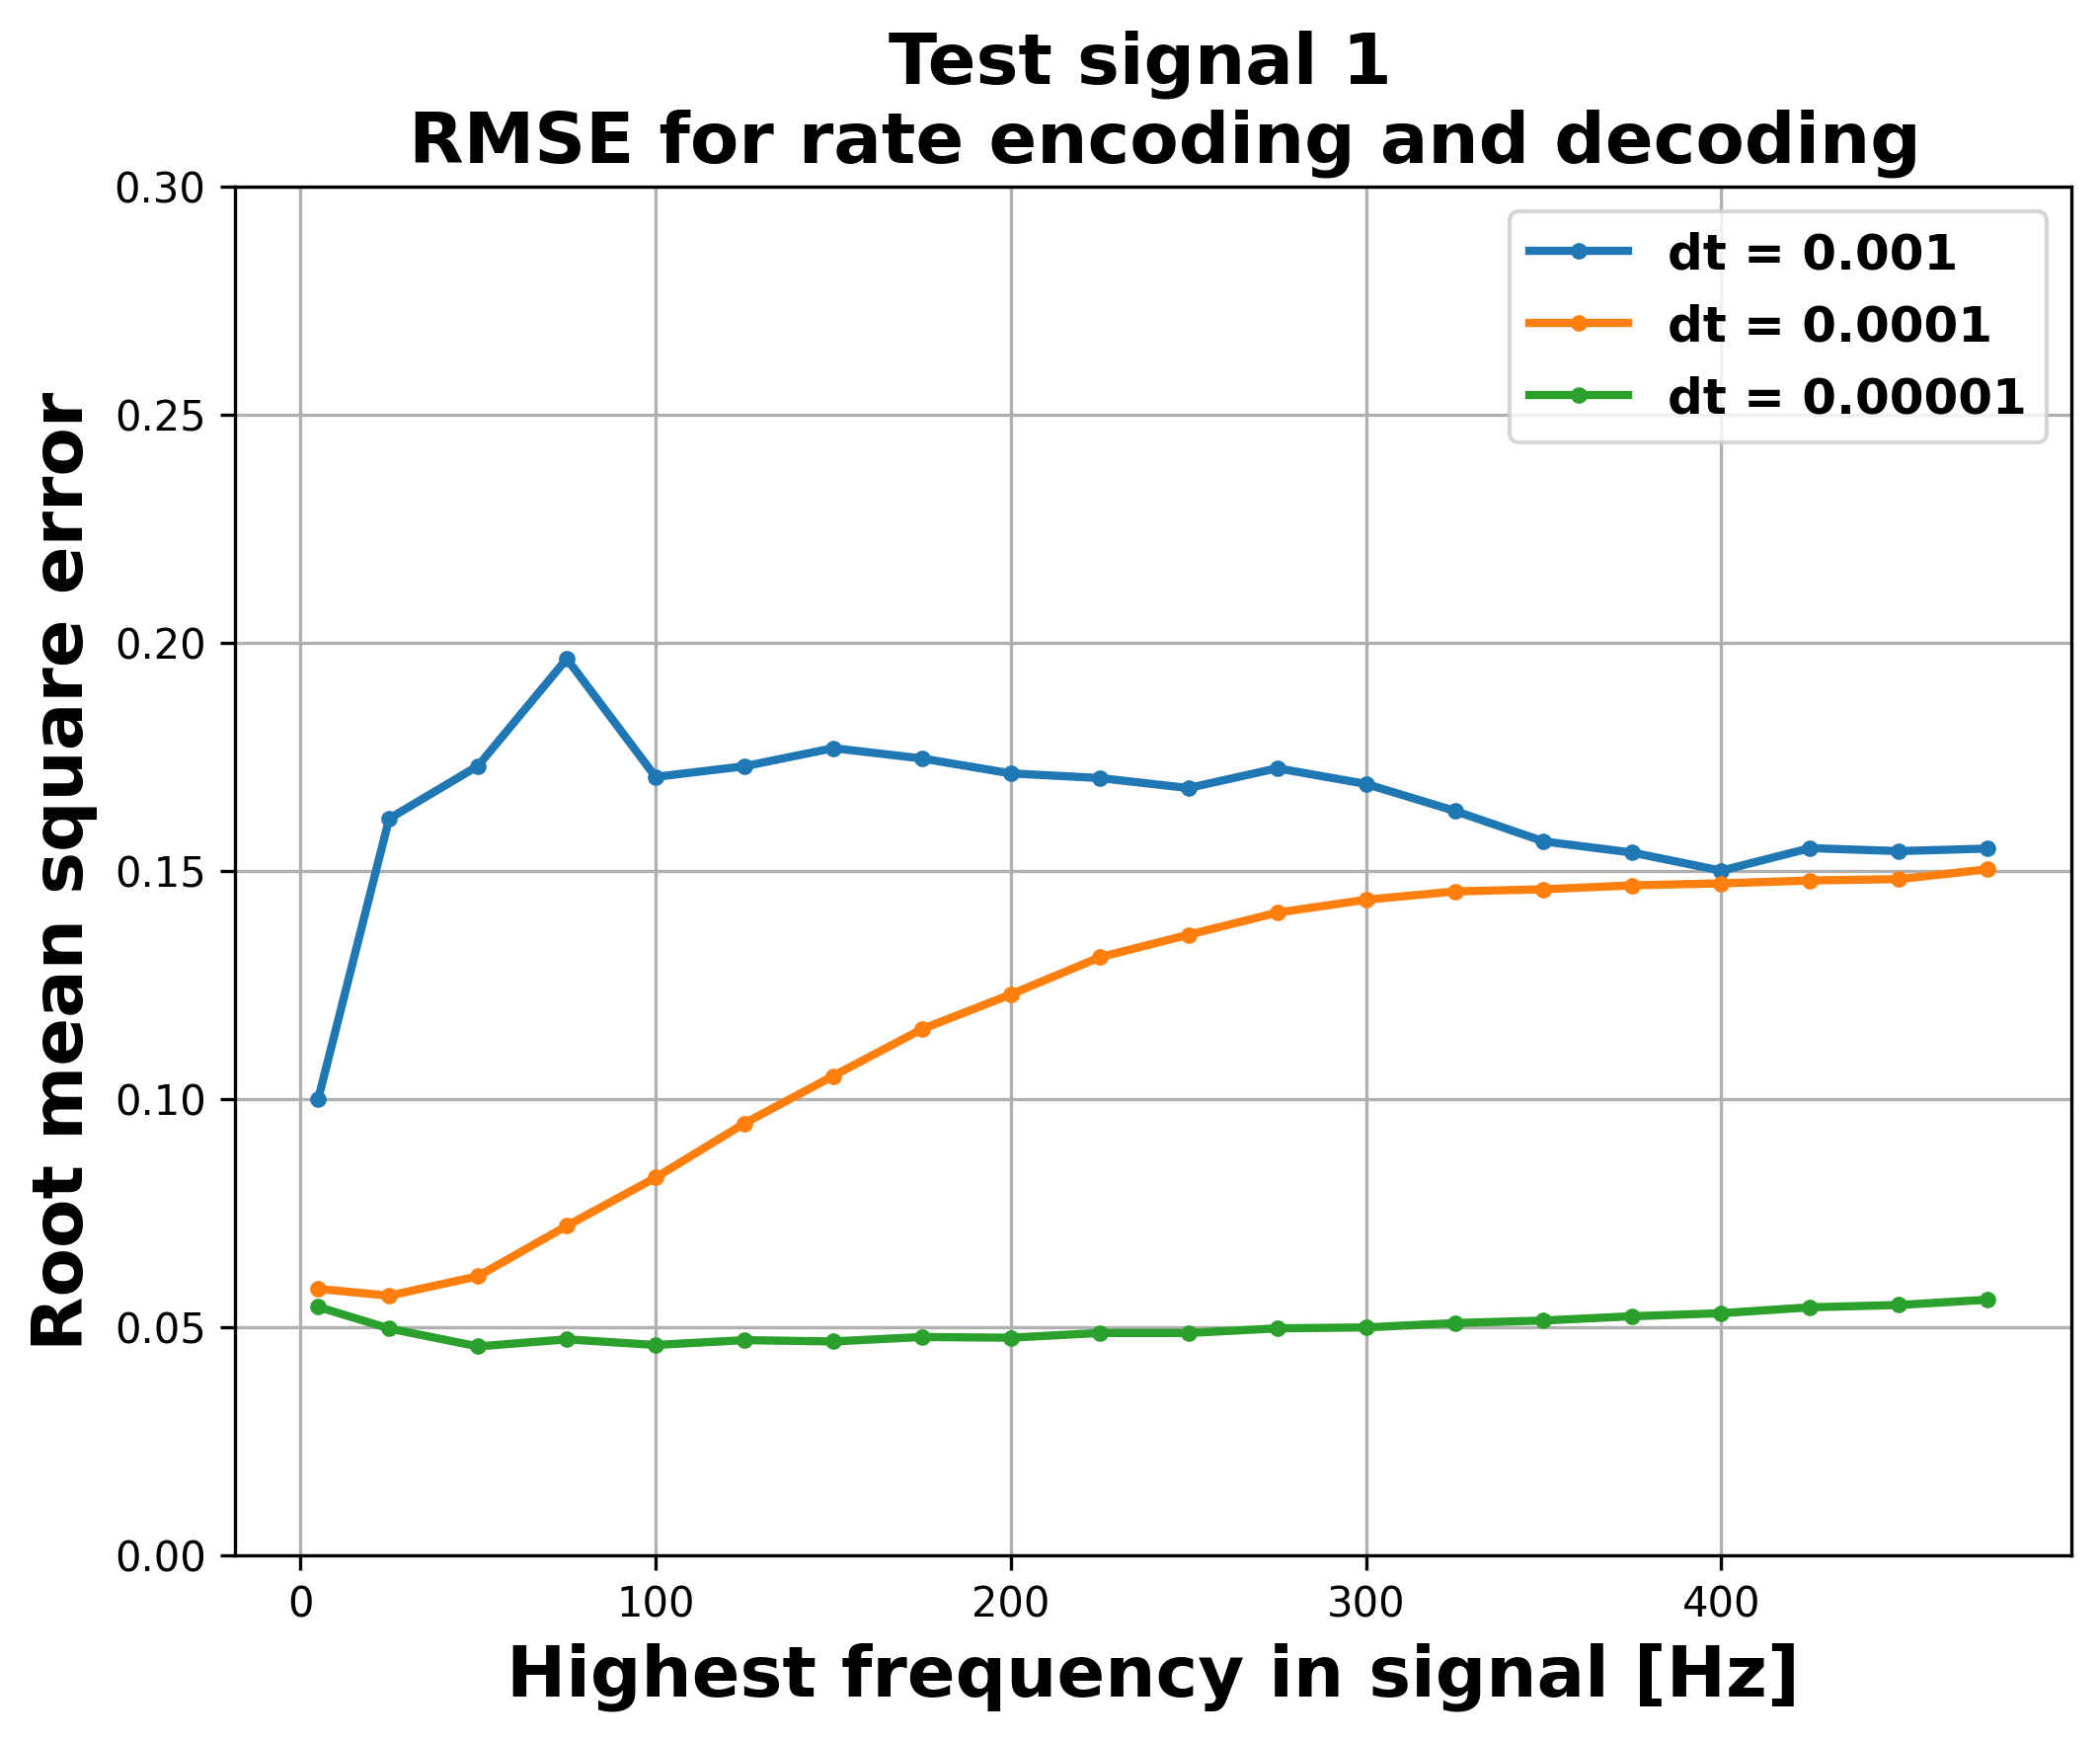 Test signal 1
RMSE for rate encoding and decoding
0.30
0.25
0.20
0.15
0.10
0.05
0.00
Root mean square error
dt = 0.001
dt = 0.0001
dt = 0.00001
0 100 200 300 400
Highest frequency in signal [Hz]